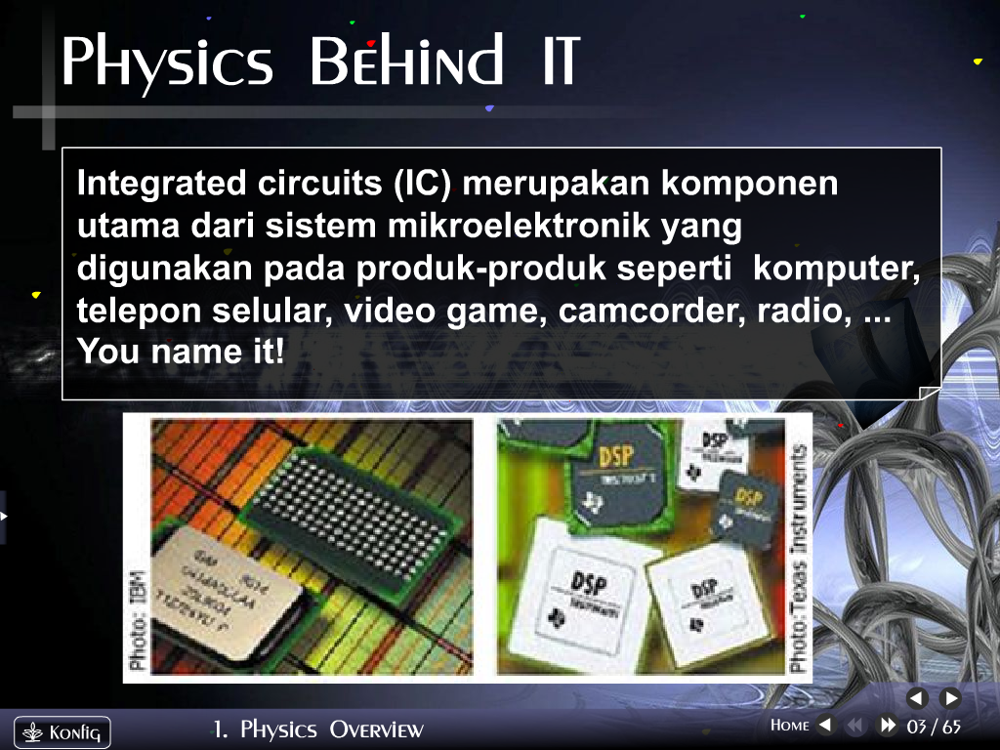 Physics Behind IT
Integrated circuits (IC) merupakan komponen
utama dari sistem mikroelektronik yang
digunakan pada produk-produk seperti komputer,
telepon selular, video game, camcorder, radio, ...
You name it!
Photo: IBM
DSP
DSP
DSP
DSP
DSP
Photo:Texas Instruments
Konfig
1. Physics Overview
Home
03 / 65